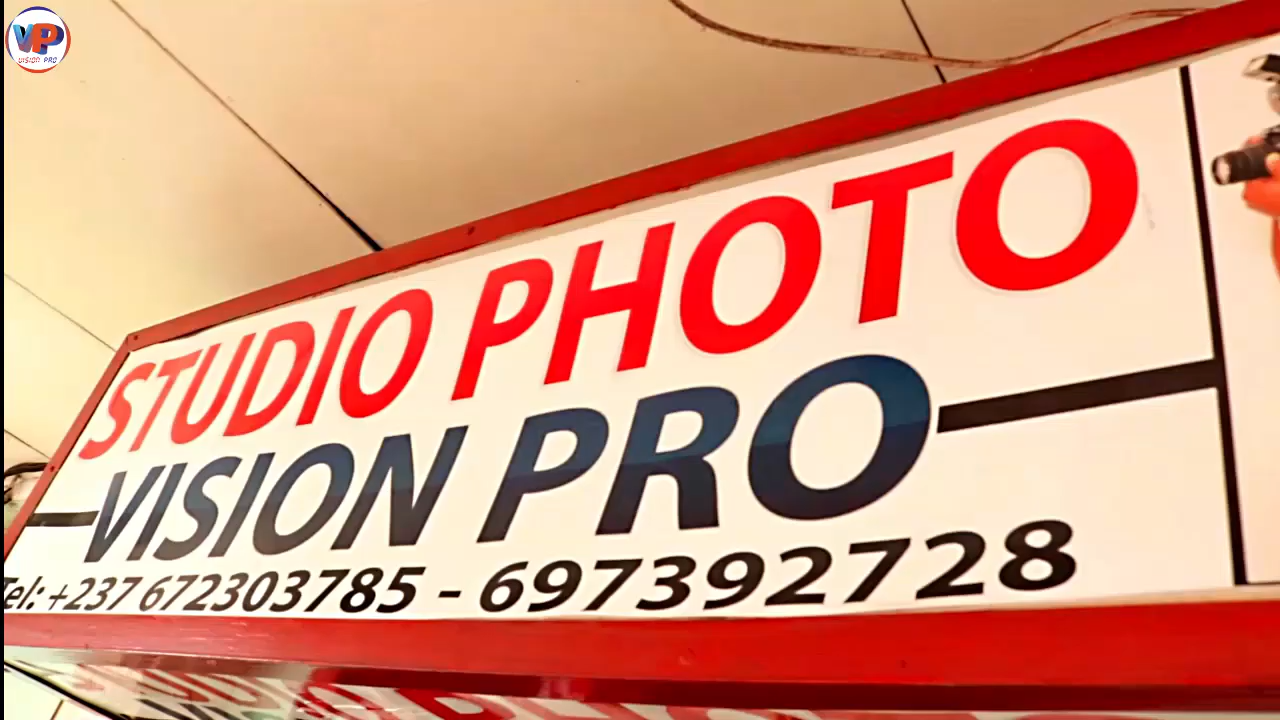 VP
VISION PRO
STUDIO PHOTO
VISION PRO
Tel: +237 672303785 - 697392728